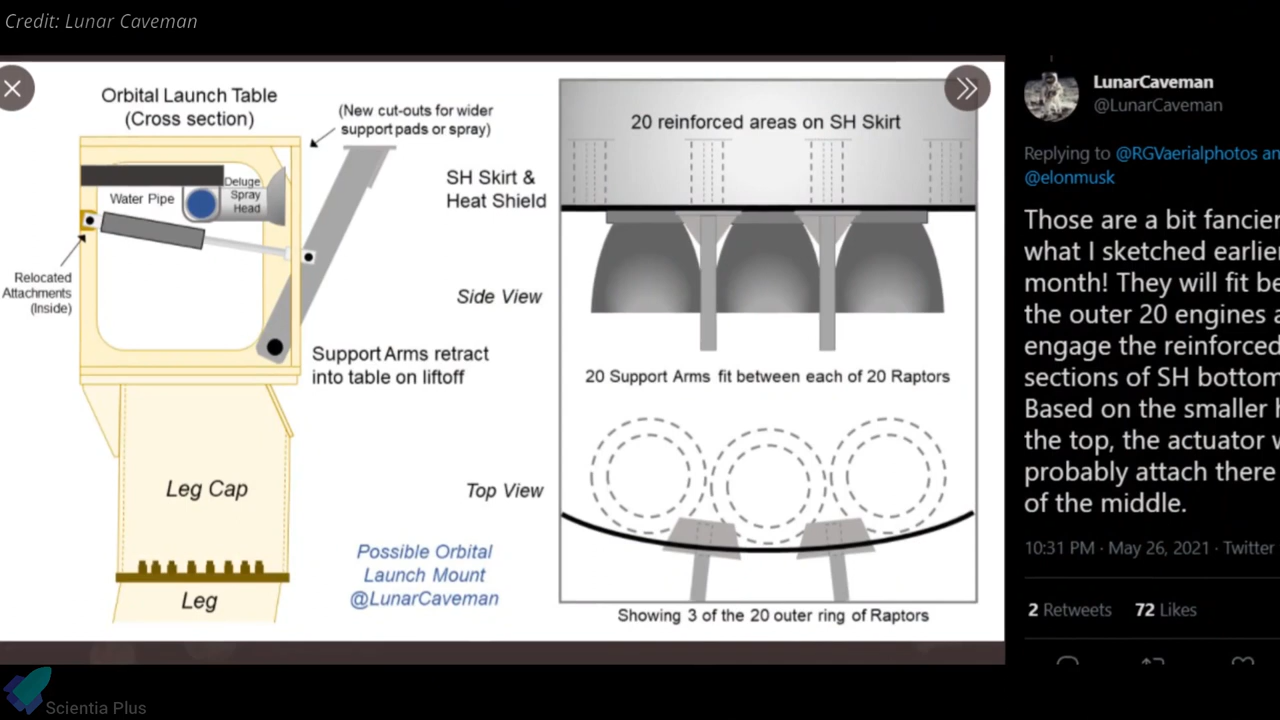 Credit: Lunar Caveman
Orbital Launch Table
(Cross section)
(New cut-outs for wider
support pads or spray)
Water Pipe
Deluge
Spray
Head
Relocated
Attachments
(Inside)
SH Skirt &
Heat Shield
Side View
Support Arms retract
into table on liftoff
Leg Cap
Leg
Top View
Possible Orbital
Launch Mount
@LunarCaveman
20 reinforced areas on SH Skirt
20 Support Arms fit between each of 20 Raptors
Showing 3 of the 20 outer ring of Raptors
LunarCaveman
@LunarCaveman
Replying to @RGVaerialphotos an
@elonmusk
Those are a bit fancier
what I sketched earlier
month! They will fit be
the outer 20 engines a
engage the reinforced
sections of SH bottom
Based on the smaller h
the top, the actuator w
probably attach there
of the middle.
10:31 PM · May 26, 2021 · Twitter
2 Retweets 72 Likes
Scientia Plus